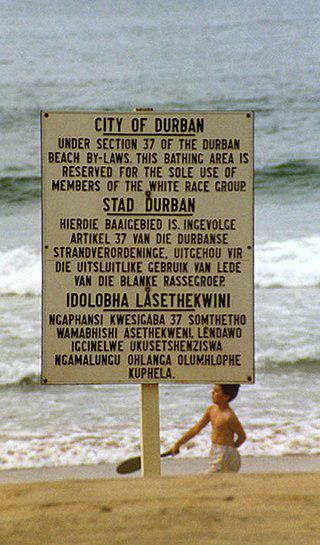 CITY OF DURBAN
UNDER SECTION 37 OF THE DURBAN
BEACH BY-LAWS. THIS BATHING AREA IS
RESERVED FOR THE SOLE USE OF
MEMBERS OF THE WHITE RACE GROUP.
STAD DURBAN
HIERDIE BAAIGEBIED IS. INGEVOLGE
ARTIKEL 37 VAN DIE DURBANSE
STRANDVERORDENINGE, UITGEHOU VIR
DIE UITSLUITLIKE GEBRUIK VAN LEDE
VAN DIE BLANKE RASSEGROEP.
IDOLOBHA LASETHEKWINI
NGAPHANSI KWESIGABA 37 SOMTHETHO
WAMABHISHI ASETHEKWENI, LENDAWO
IGCINELWE UKUSETSHENZISWA
NGAMALUNGU OHLANGA OLUMHLOPHE
KUPHELA.